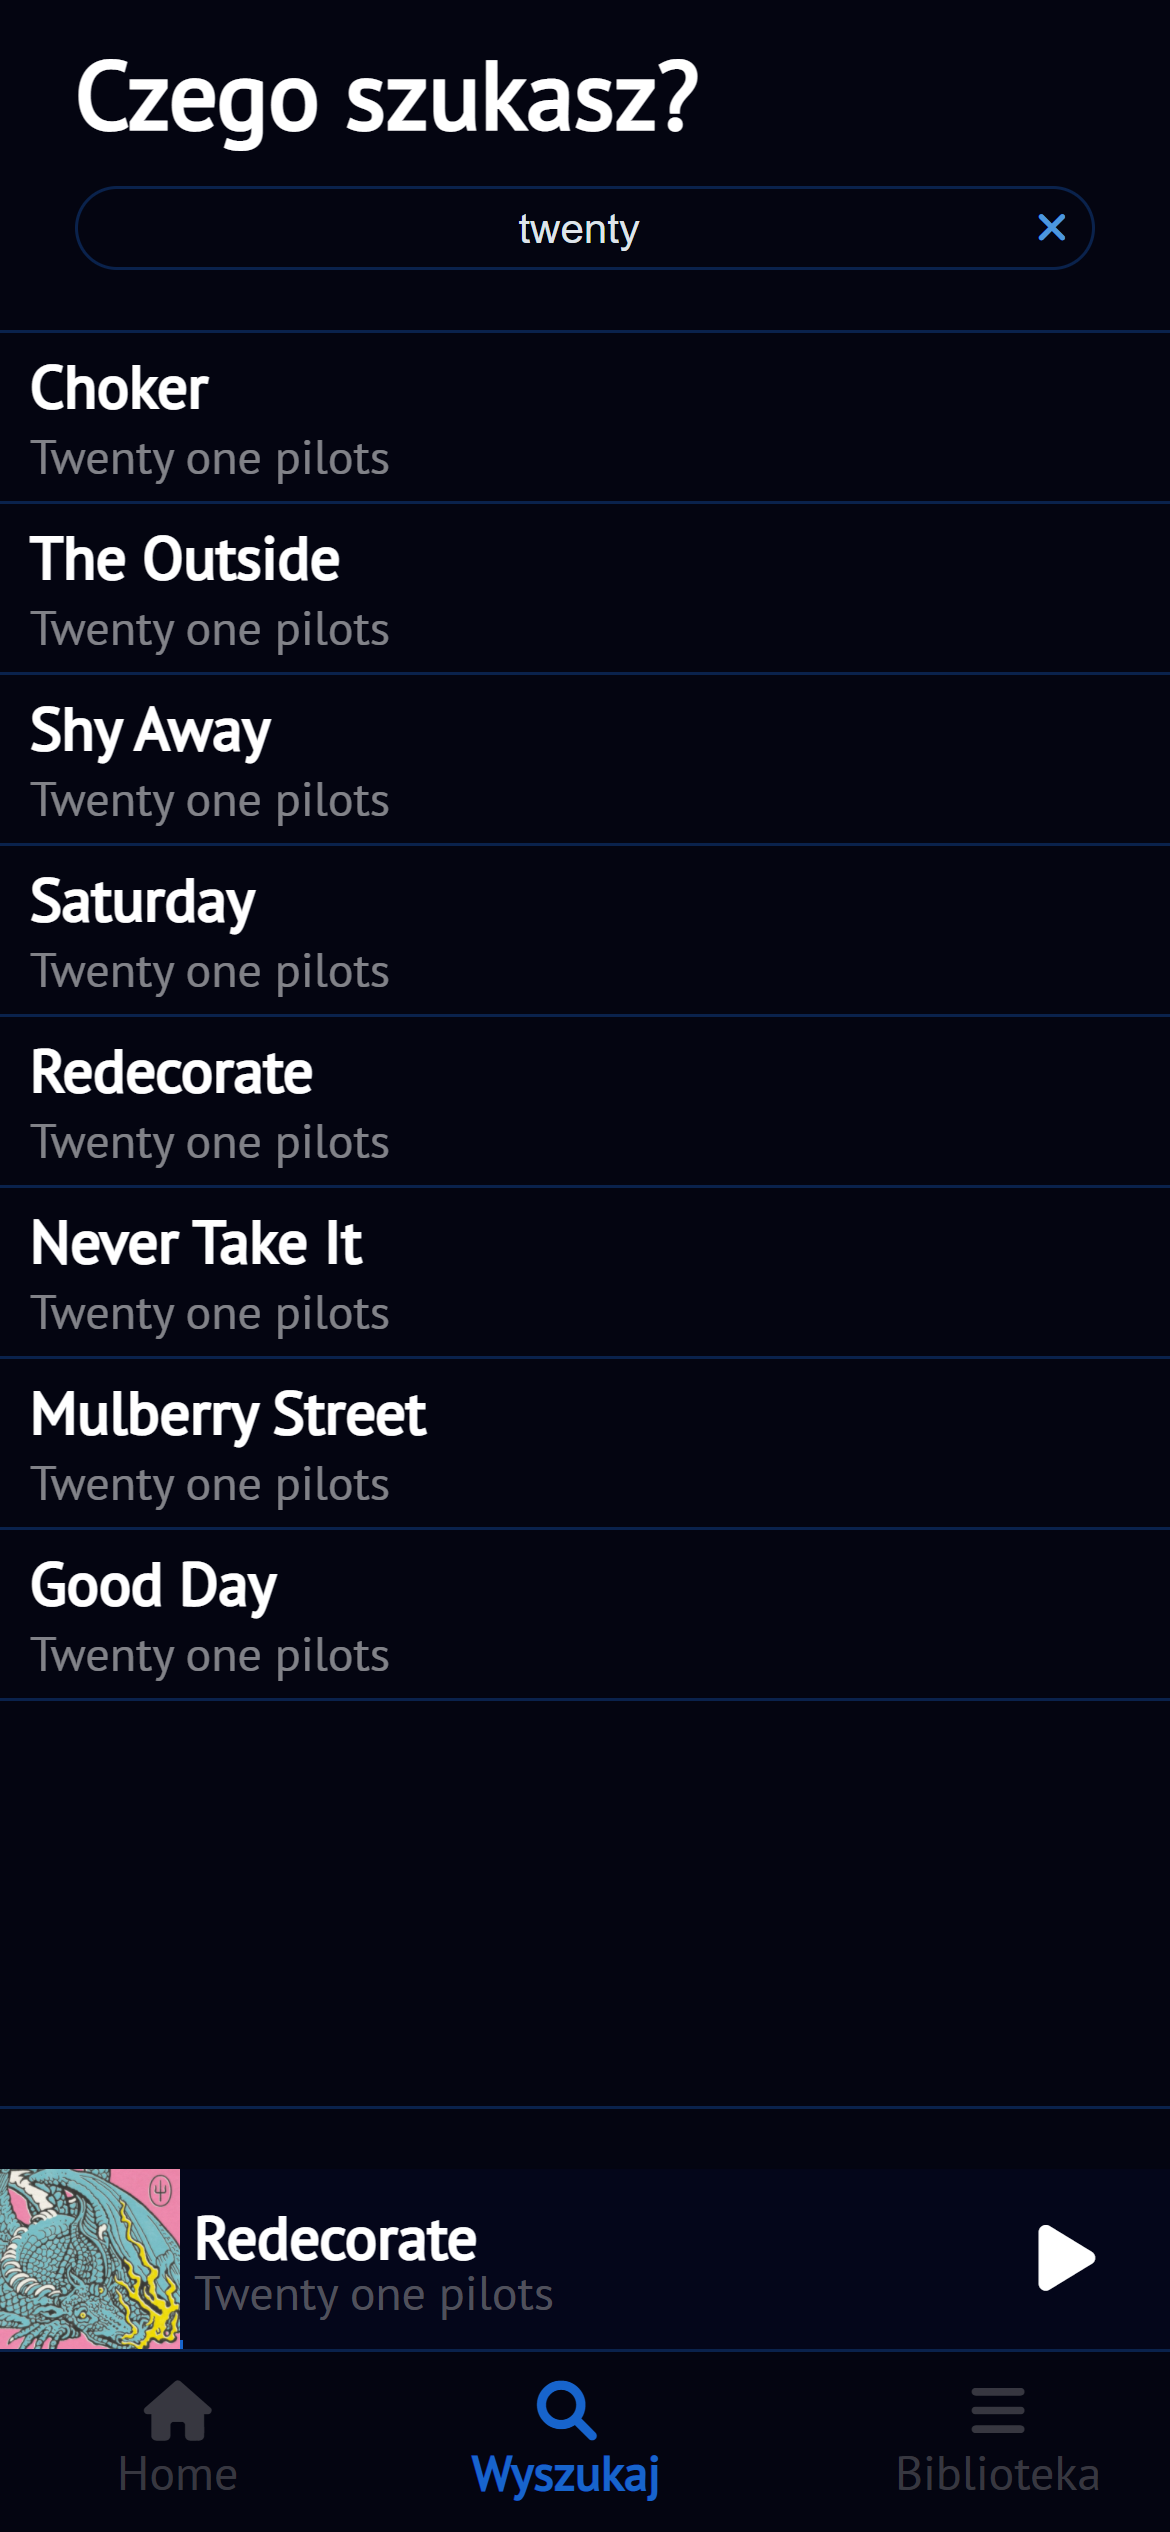 Czego szukasz?
twenty
Choker
Twenty one pilots
The Outside
Twenty one pilots
Shy Away
Twenty one pilots
Saturday
Twenty one pilots
Redecorate
Twenty one pilots
Never Take It
Twenty one pilots
Mulberry Street
Twenty one pilots
Good Day
Twenty one pilots
Redecorate
Twenty one pilots
Home
Wyszukaj
Biblioteka